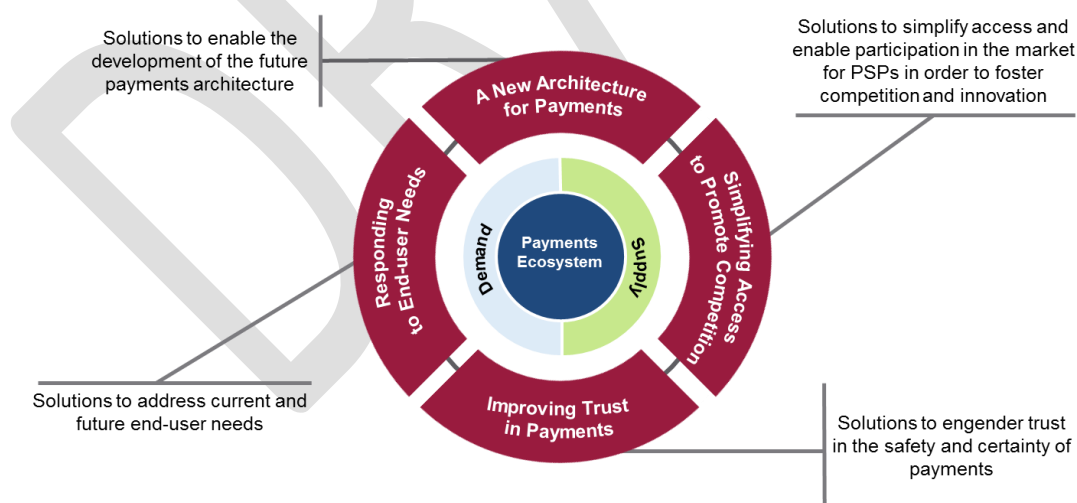 Solutions to enable the
development of the future
payments architecture
Solutions to simplify access and
enable participation in the market
for PSPs in order to foster
competition and innovation
A New Architecture
for Payments
Responding
to End-user Needs
Simplifying Access
to Promote Competition
Demand
Payments
Ecosystem
Supply
Improving Trust
in Payments
Solutions to address current and
future end-user needs
Solutions to engender trust
in the safety and certainty of
payments